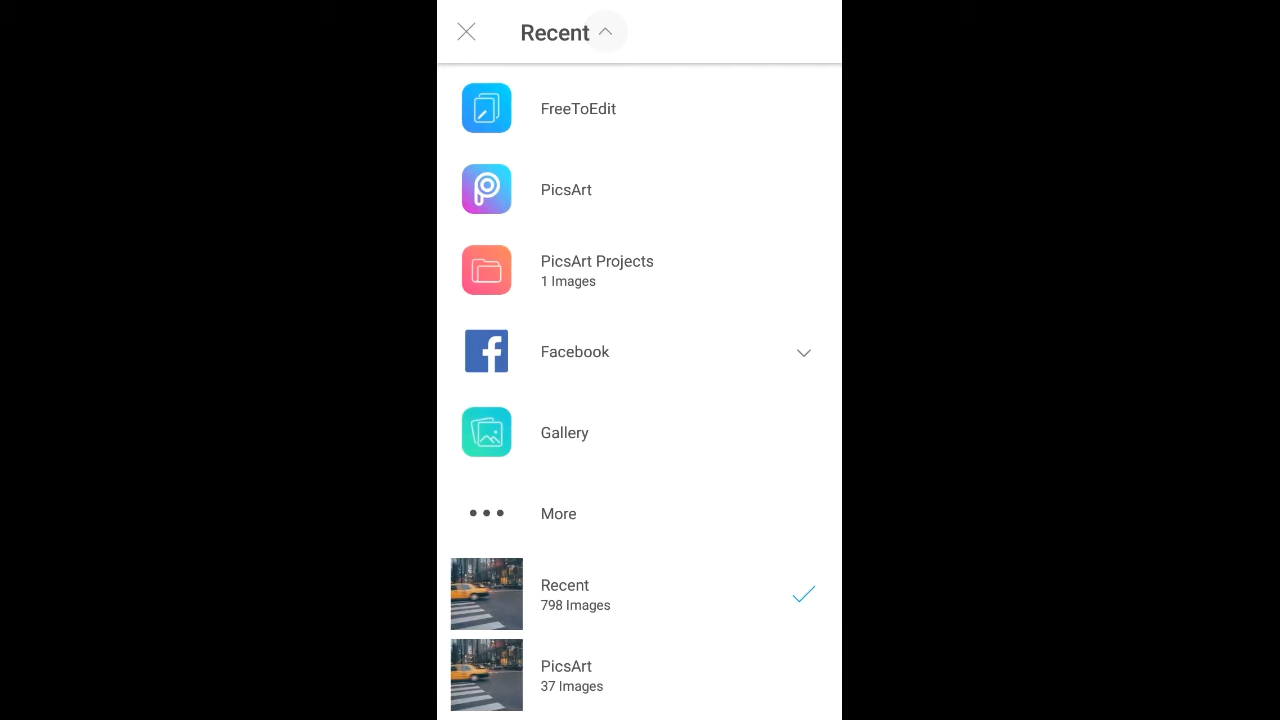 Recent
FreeToEdit
PicsArt
PicsArt Projects
1 Images
Facebook
Gallery
More
Recent
798 Images
PicsArt
37 Images